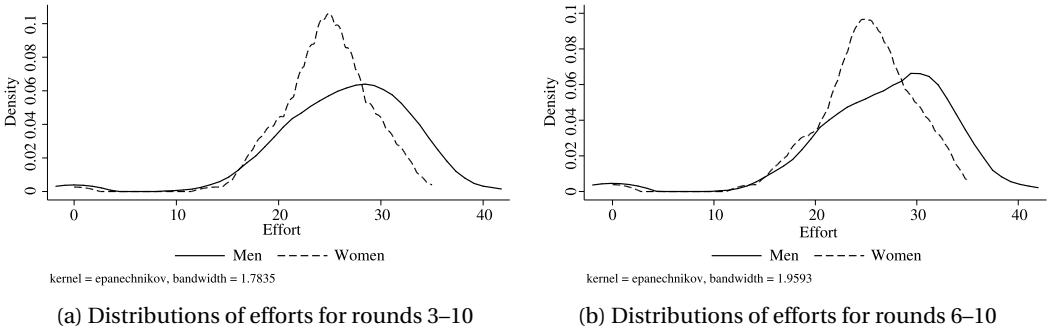 Density
0 0.02 0.04 0.06 0.08 0.1
0 10 20 30 40
Effort
Men Women
kernel = epanechnikov, bandwidth = 1.7835
(a) Distributions of efforts for rounds 3–10
Density
0 0.02 0.04 0.06 0.08 0.1
0 10 20 30 40
Effort
Men Women
kernel = epanechnikov, bandwidth = 1.9593
(b) Distributions of efforts for rounds 6–10